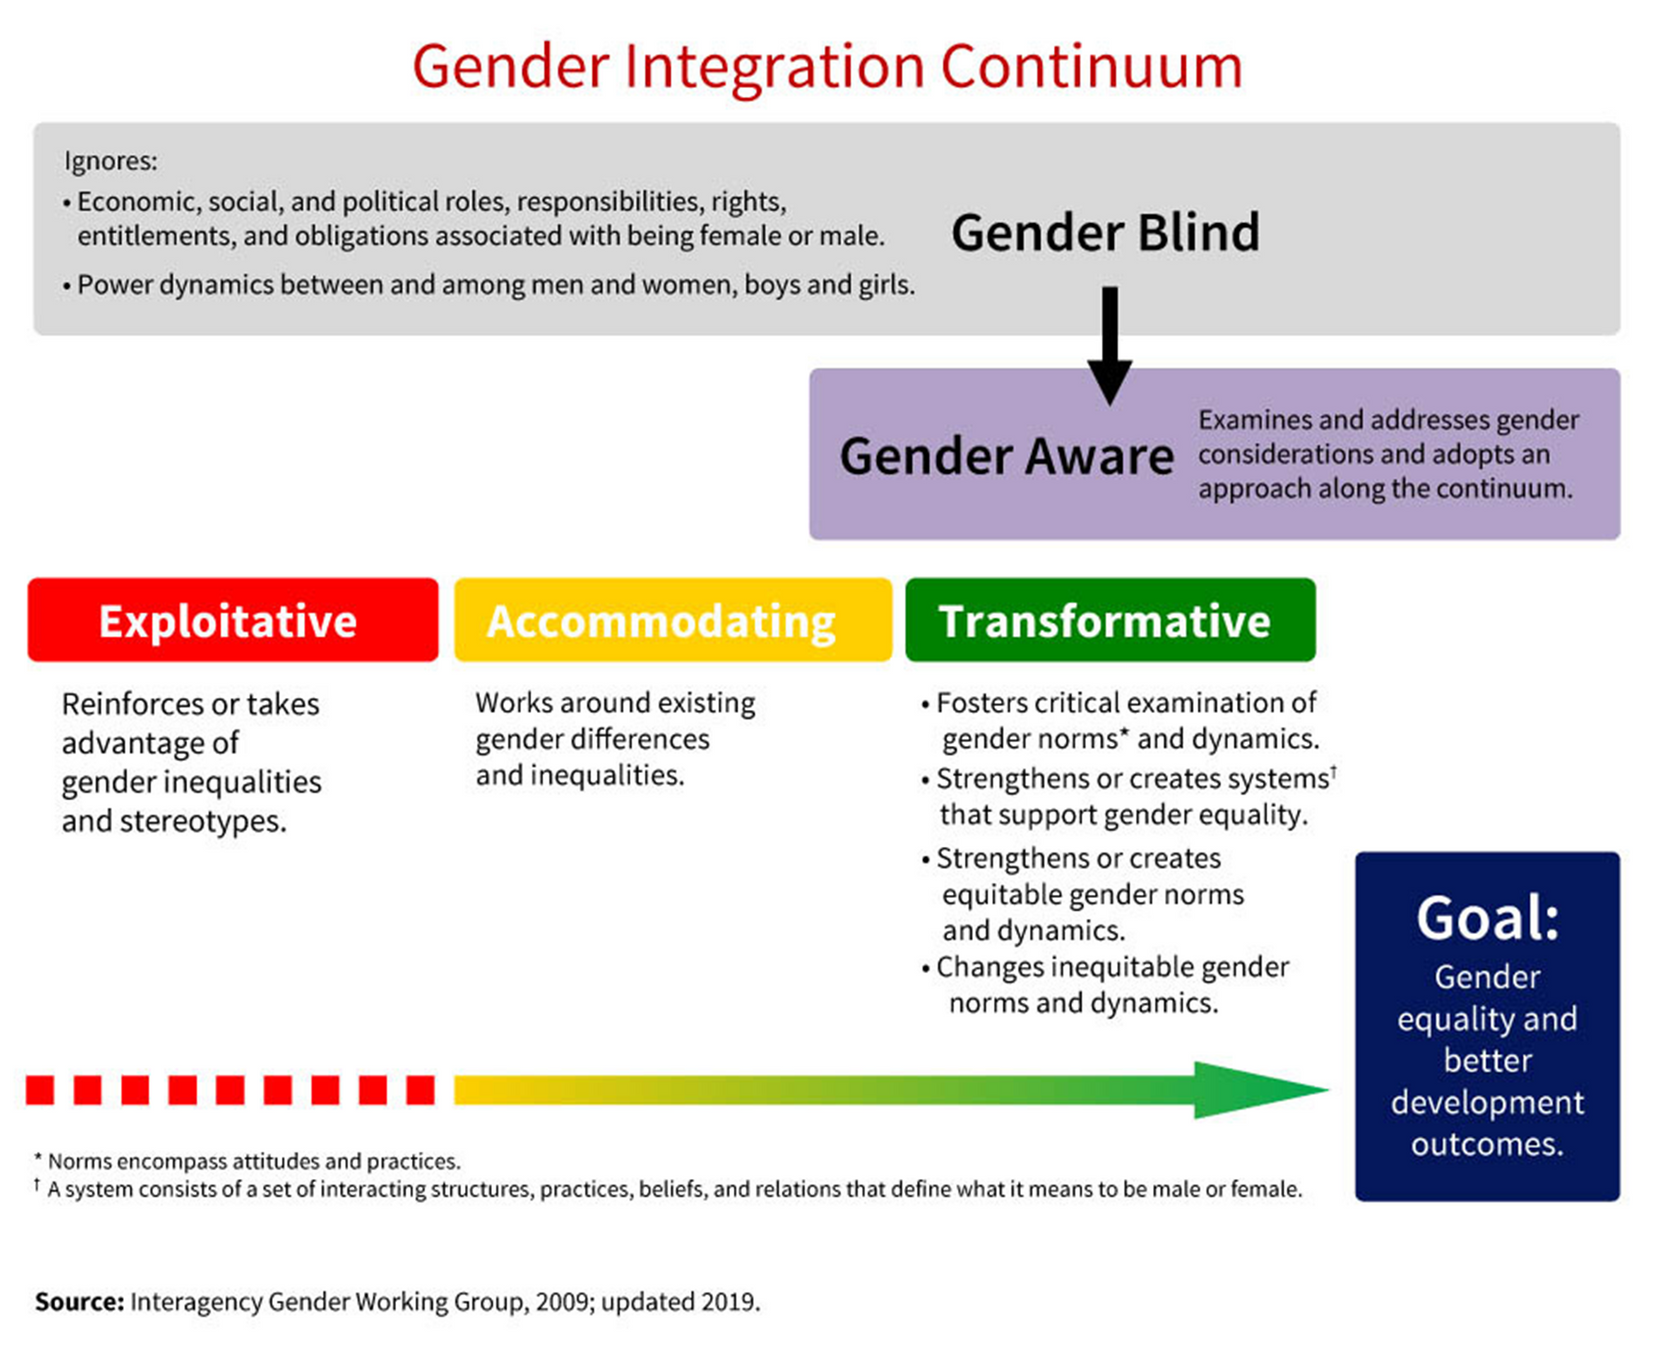 Gender Integration Continuum
Ignores:
• Economic, social, and political roles, responsibilities, rights,
entitlements, and obligations associated with being female or male.
• Power dynamics between and among men and women, boys and girls.
Gender Blind
Gender Aware
Examines and addresses gender
considerations and adopts an
approach along the continuum.
Exploitative
Reinforces or takes
advantage of
gender inequalities
and stereotypes.
Accommodating
Works around existing
gender differences
and inequalities.
Transformative
• Fosters critical examination of
gender norms* and dynamics.
• Strengthens or creates systems†
that support gender equality.
• Strengthens or creates
equitable gender norms
and dynamics.
• Changes inequitable gender
norms and dynamics.
Goal:
Gender
equality and
better
development
outcomes.
* Norms encompass attitudes and practices.
† A system consists of a set of interacting structures, practices, beliefs, and relations that define what it means to be male or female.
Source: Interagency Gender Working Group, 2009; updated 2019.